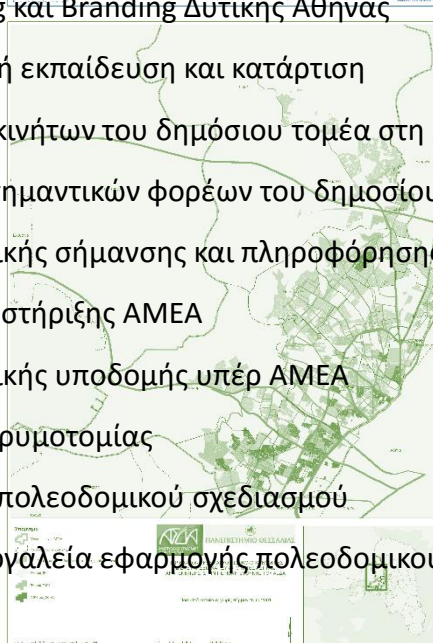 g και Branding Δυτικής Αθήνας
ή εκπαίδευση και κατάρτιση
κινήτων του δημόσιου τομέα στη
ημαντικών φορέων του δημοσίου
ικής σήμανσης και πληροφόρησης
στήριξης ΑΜΕΑ
ικής υποδομής υπέρ ΑΜΕΑ
ρυμοτομίας
πολεοδομικού σχεδιασμού
ΠΑΝΕΠΙΣΤΗΜΙΟ ΘΕΣΣΑΛΙΑΣ
ργαλεία εφαρμογής πολεοδομικού